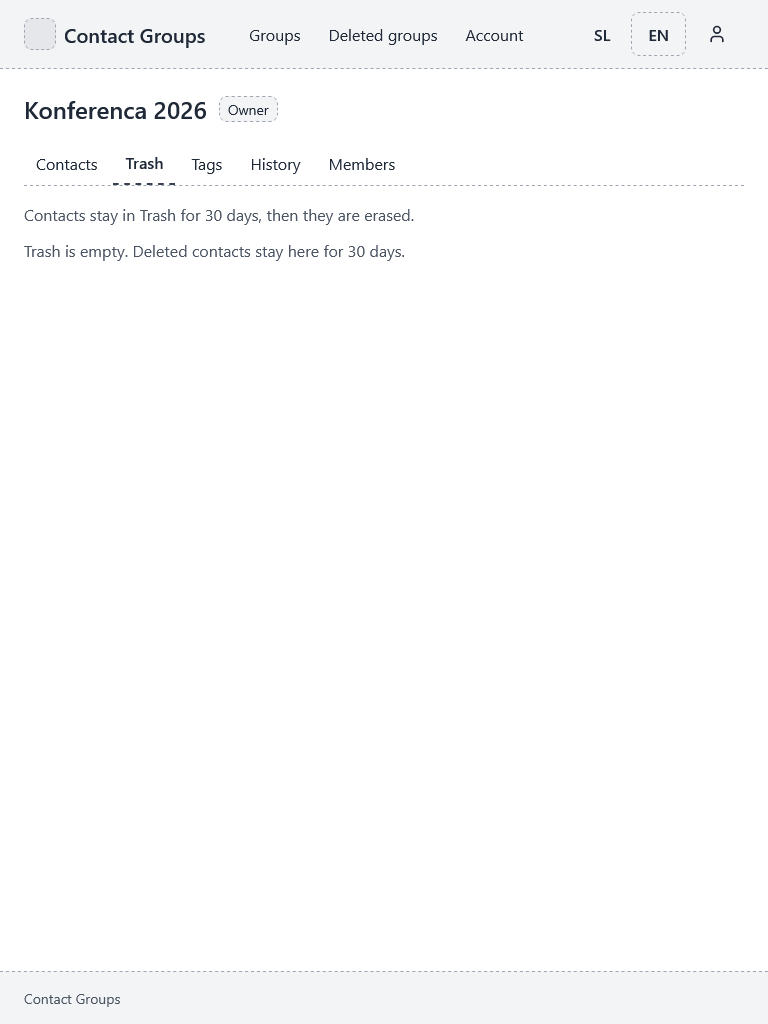 Contact Groups Groups Deleted groups Account SL EN
Konferenca 2026 Owner
Contacts Trash Tags History Members
Contacts stay in Trash for 30 days, then they are erased.
Trash is empty. Deleted contacts stay here for 30 days.
Contact Groups